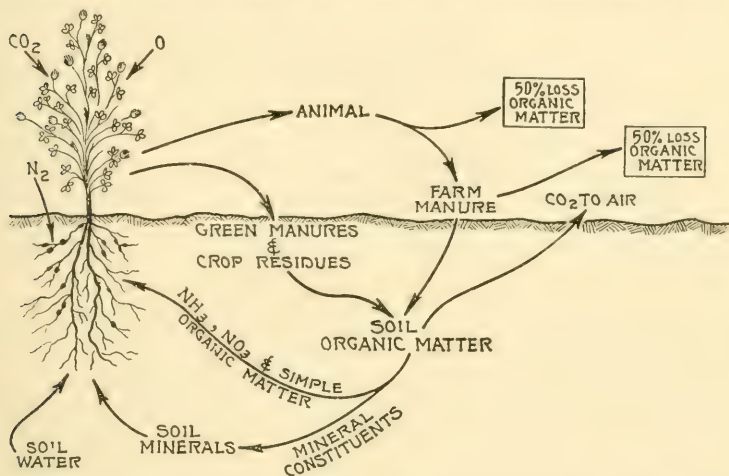 CO2
O
ANIMAL
50% LOSS
ORGANIC
MATTER
50% LOSS
ORGANIC
MATTER
N2
FARM
MANURE
CO2 TO AIR
GREEN MANURES
&
CROP RESIDUES
SOIL
ORGANIC MATTER
NH3, NO3 & SIMPLE
ORGANIC MATTER
MINERAL
CONSTITUENTS
SOIL
MINERALS
SOIL
WATER